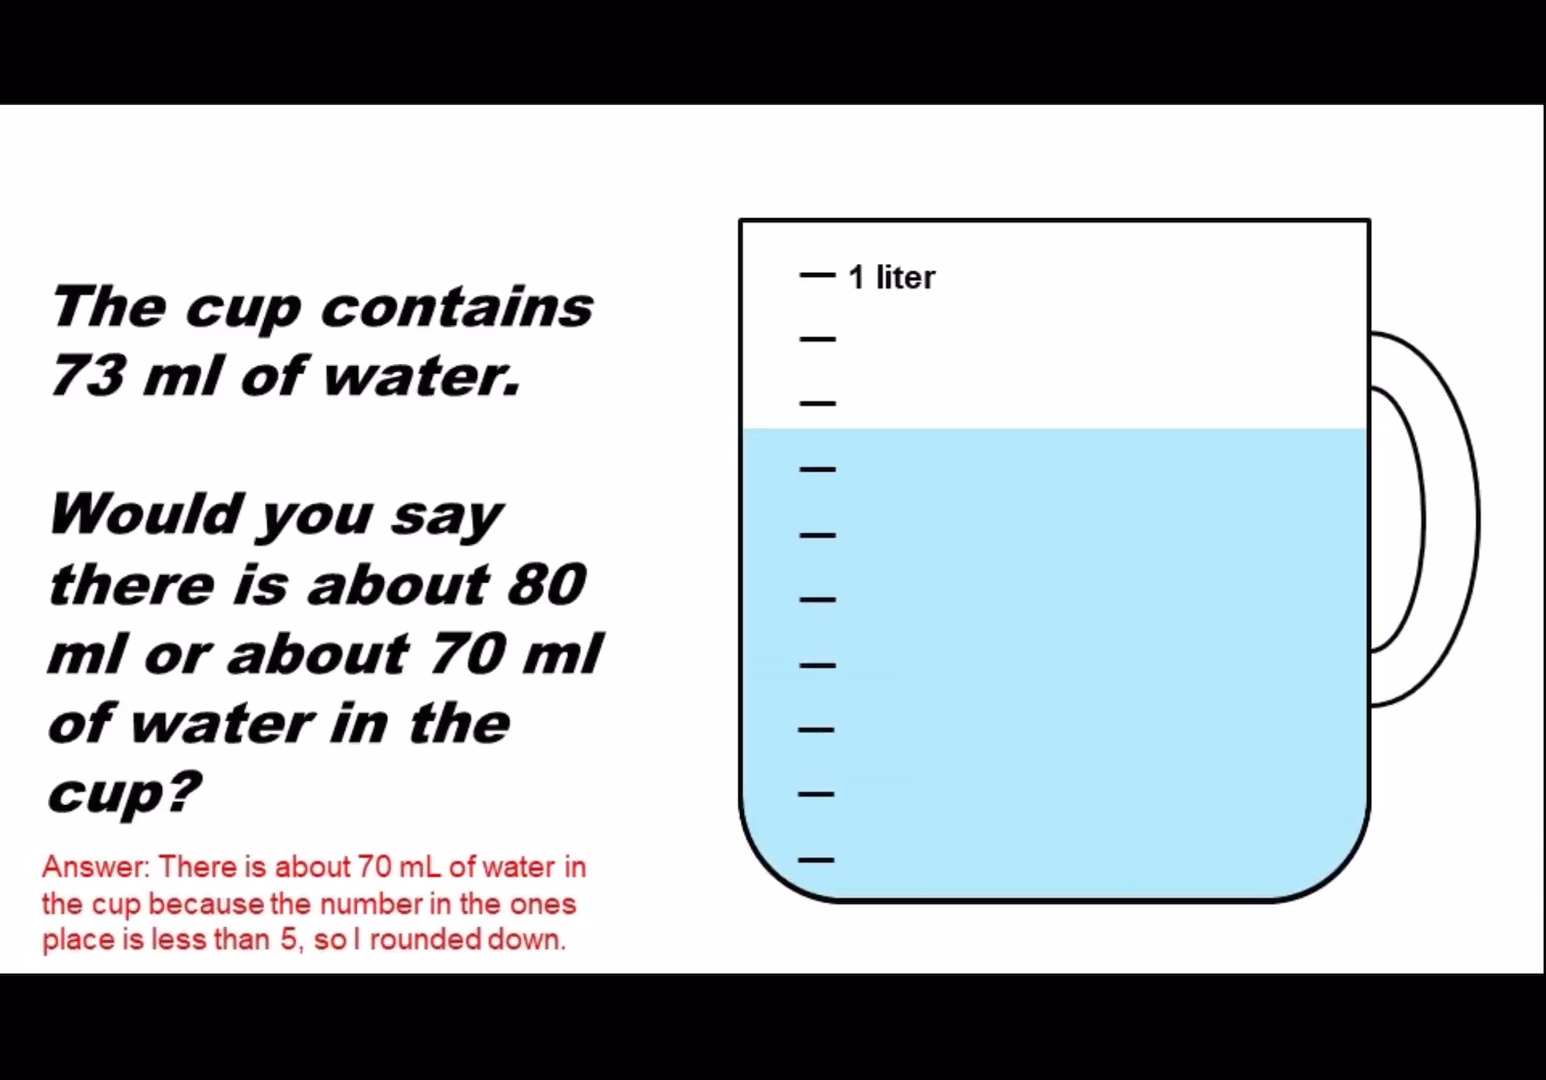 The cup contains
73 ml of water.
Would you say
there is about 80
ml or about 70 ml
of water in the
cup?
Answer: There is about 70 mL of water in
the cup because the number in the ones
place is less than 5, so I rounded down.
1 liter